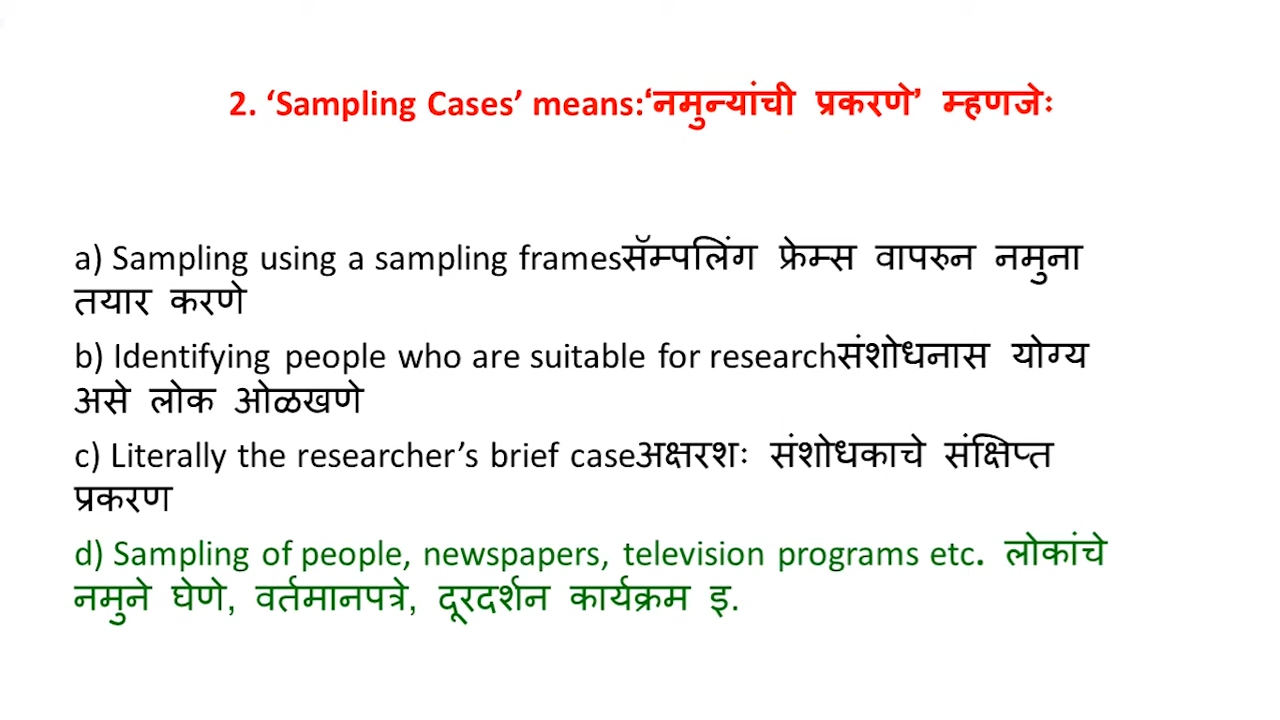 2. ‘Sampling Cases’ means:‘नमुन्यांची प्रकरणे’ म्हणजेः
a) Sampling using a sampling framesसॅम्पलिंग फ्रेम्स वापरुन नमुना
तयार करणे
b) Identifying people who are suitable for researchसंशोधनास योग्य
असे लोक ओळखणे
c) Literally the researcher’s brief caseअक्षरशः संशोधकाचे संक्षिप्त
प्रकरण
d) Sampling of people, newspapers, television programs etc. लोकांचे
नमुने घेणे, वर्तमानपत्रे, दूरदर्शन कार्यक्रम इ.